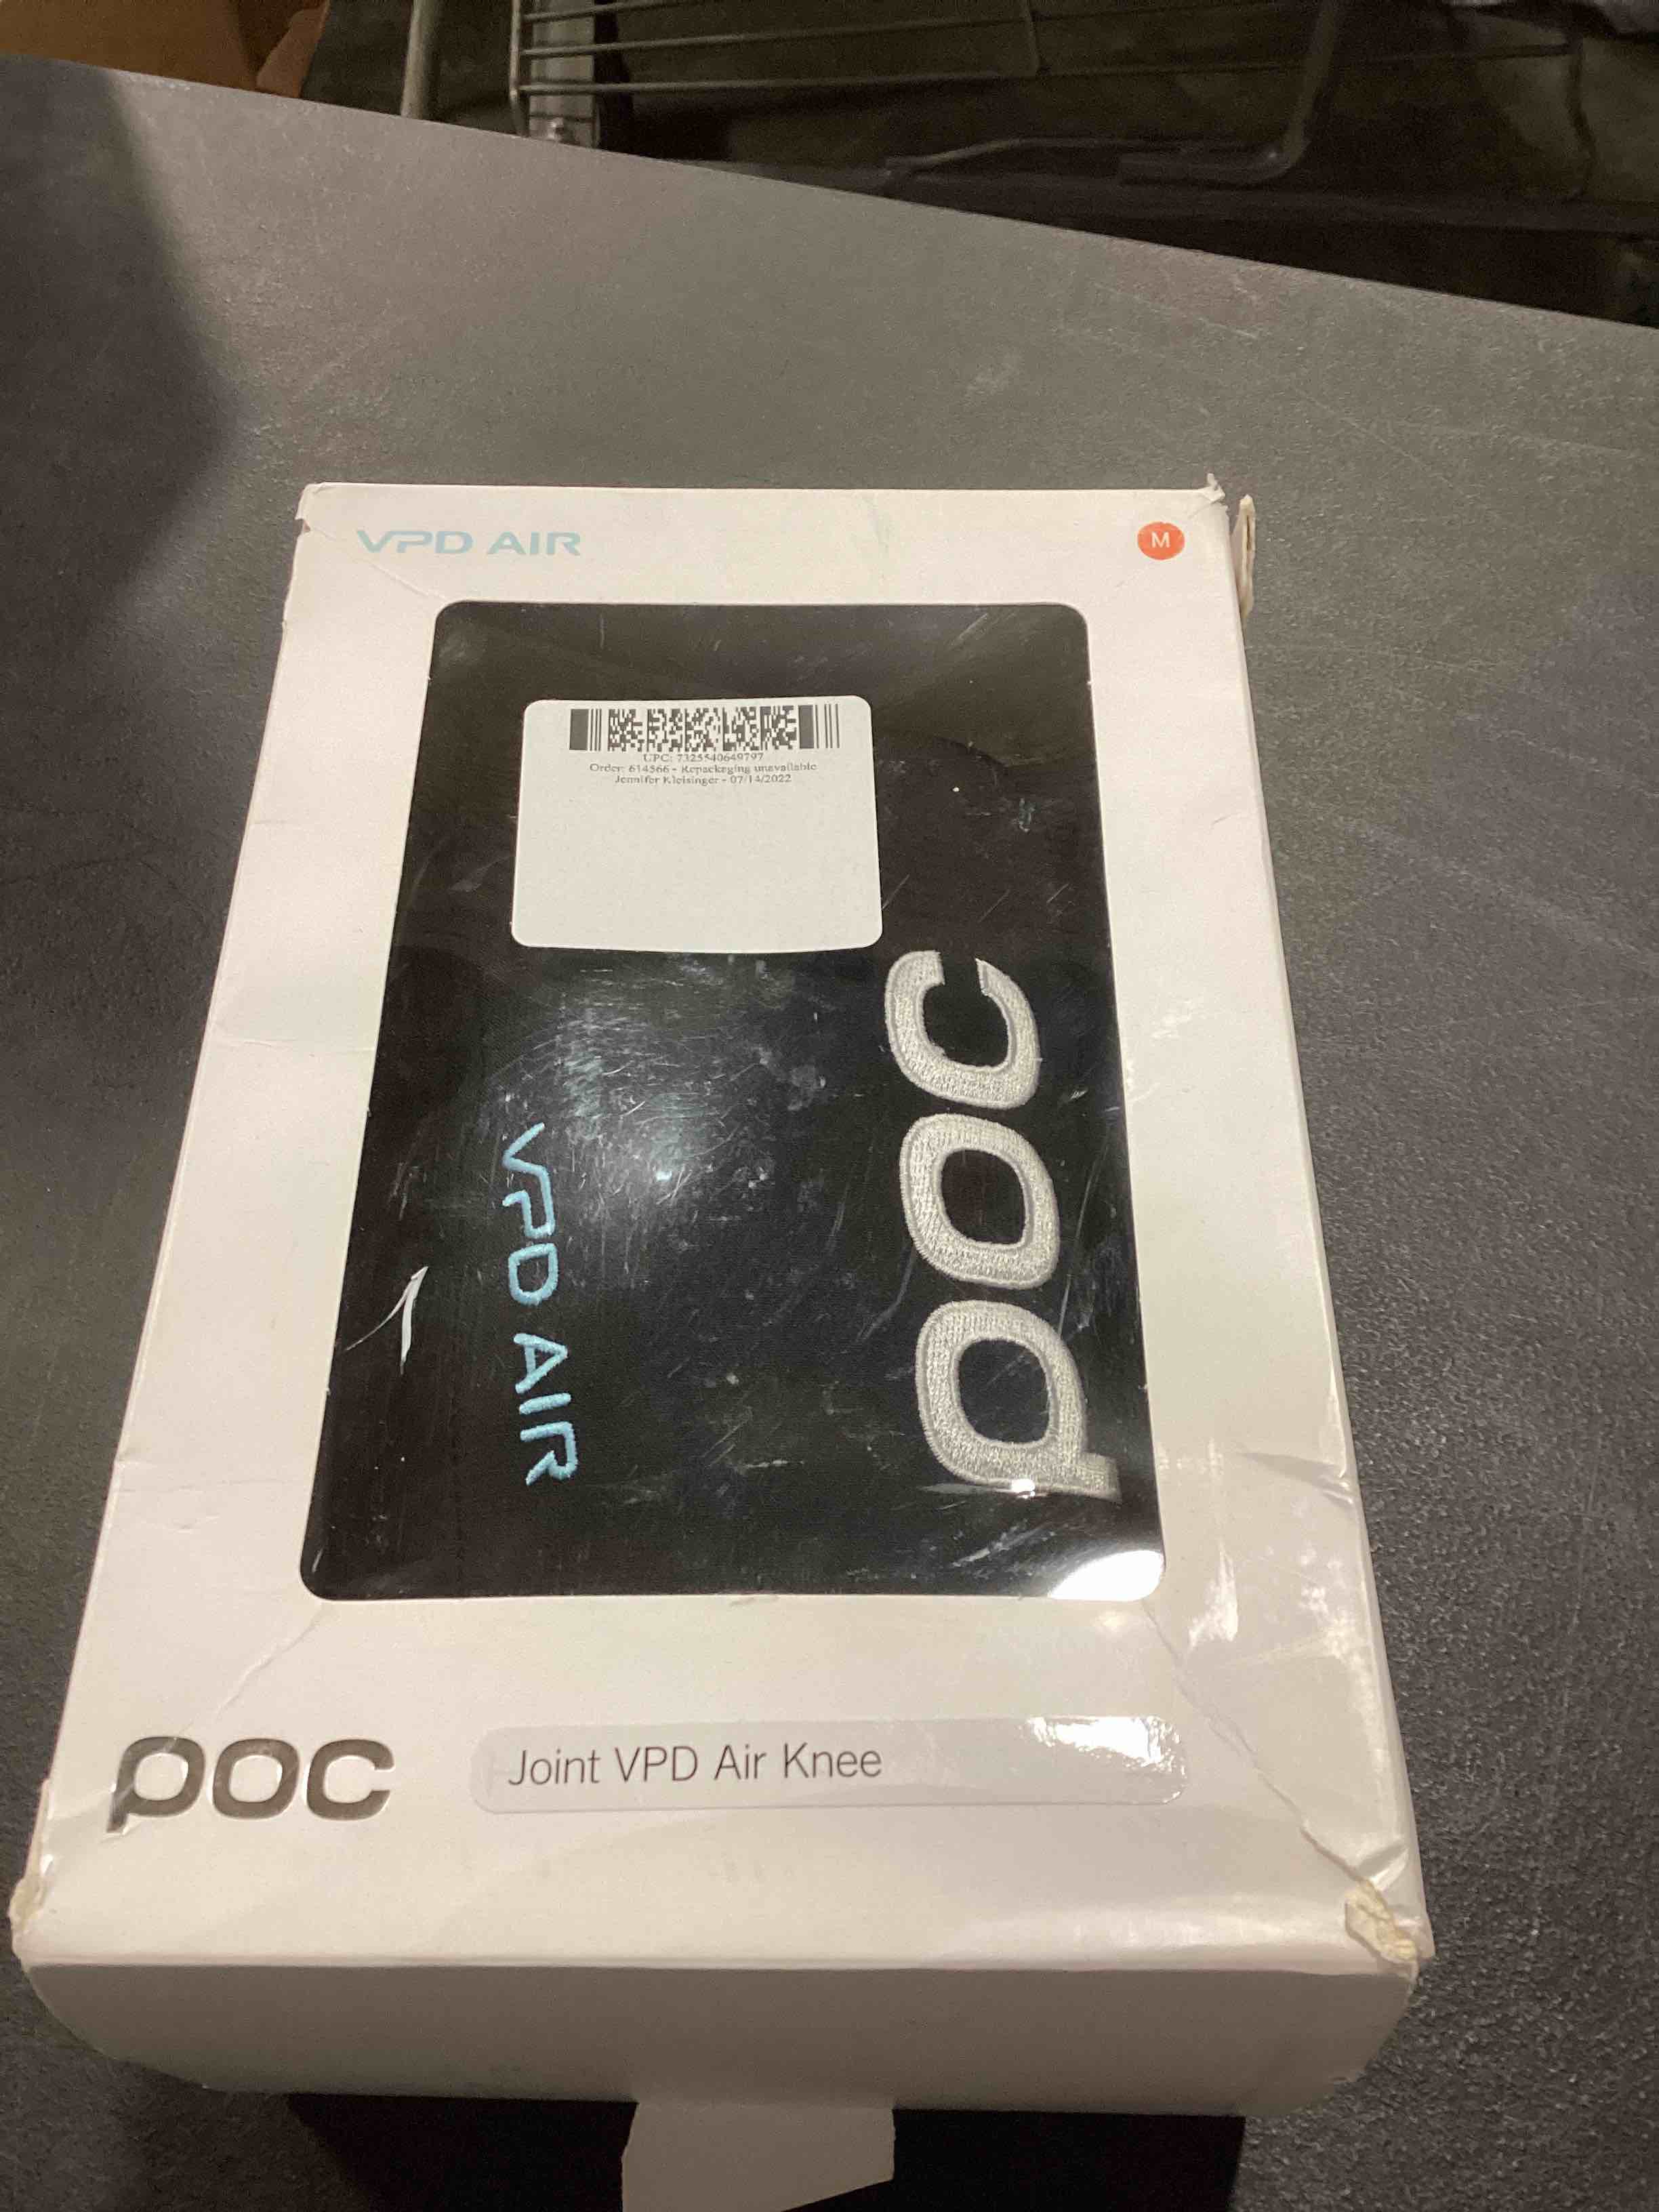 VPD AIR
M
UPC: 7325540649797
Order: 614566 - Repackaging unavailable
Jennifer Kleisinger - 07/14/2022
poc
VPD AIR
poc
Joint VPD Air Knee